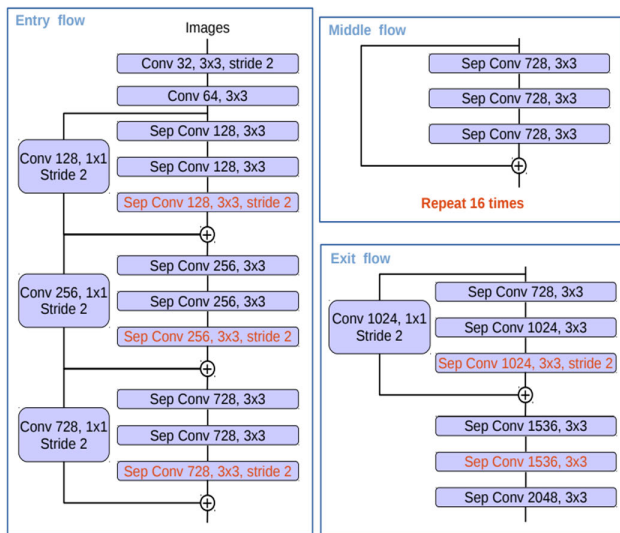 Entry flow
Images
Conv 32, 3x3, stride 2
Conv 64, 3x3
Sep Conv 128, 3x3
Conv 128, 1x1
Stride 2
Sep Conv 128, 3x3
Sep Conv 128, 3x3, stride 2
+
Sep Conv 256, 3x3
Conv 256, 1x1
Stride 2
Sep Conv 256, 3x3
Sep Conv 256, 3x3, stride 2
+
Sep Conv 728, 3x3
Conv 728, 1x1
Stride 2
Sep Conv 728, 3x3
Sep Conv 728, 3x3, stride 2
+
Middle flow
Sep Conv 728, 3x3
Sep Conv 728, 3x3
Sep Conv 728, 3x3
+
Repeat 16 times
Exit flow
Sep Conv 728, 3x3
Conv 1024, 1x1
Stride 2
Sep Conv 1024, 3x3
Sep Conv 1024, 3x3, stride 2
+
Sep Conv 1536, 3x3
Sep Conv 1536, 3x3
Sep Conv 2048, 3x3